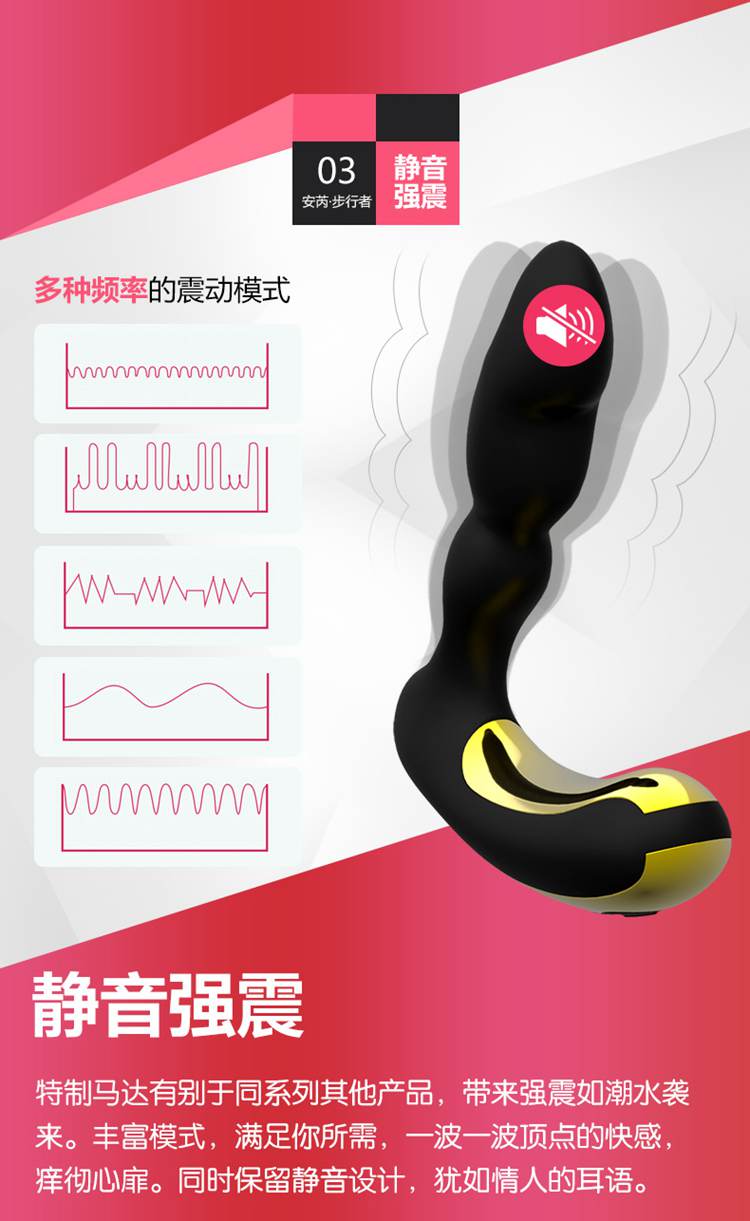 03
安芮·步行者
静音
强震
多种频率的震动模式
静音强震
特制马达有别于同系列其他产品，带来强震如潮水袭
来。丰富模式，满足你所需，一波一波顶点的快感，
痒彻心扉。同时保留静音设计，犹如情人的耳语。